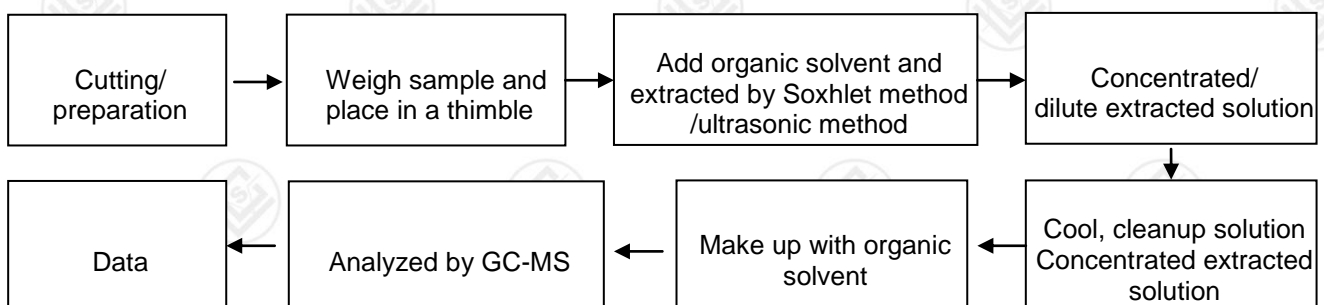 Cutting/
preparation
Weigh sample and
place in a thimble
Add organic solvent and
extracted by Soxhlet method
/ultrasonic method
Concentrated/
dilute extracted solution
Cool, cleanup solution
Concentrated extracted
solution
Make up with organic
solvent
Analyzed by GC-MS
Data